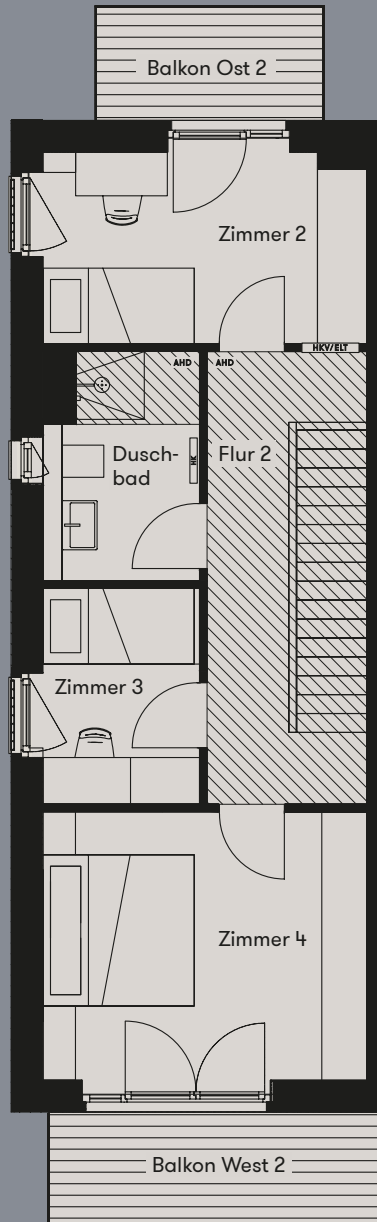 Balkon Ost 2
Zimmer 2
HKV/ELT
AHD
AHD
Dusch-
bad
HK
Flur 2
Zimmer 3
Zimmer 4
Balkon West 2